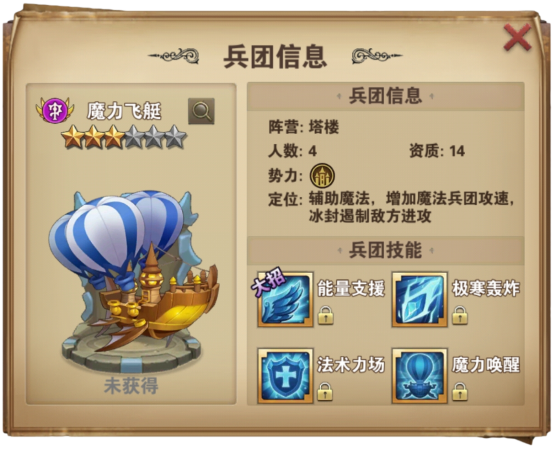 兵团信息
魔力飞艇
未获得
兵团信息
阵营: 塔楼
人数: 4 资质: 14
势力:
定位: 辅助魔法，增加魔法兵团攻速，
冰封遏制敌方进攻
兵团技能
大招
能量支援
极寒轰炸
法术力场
魔力唤醒